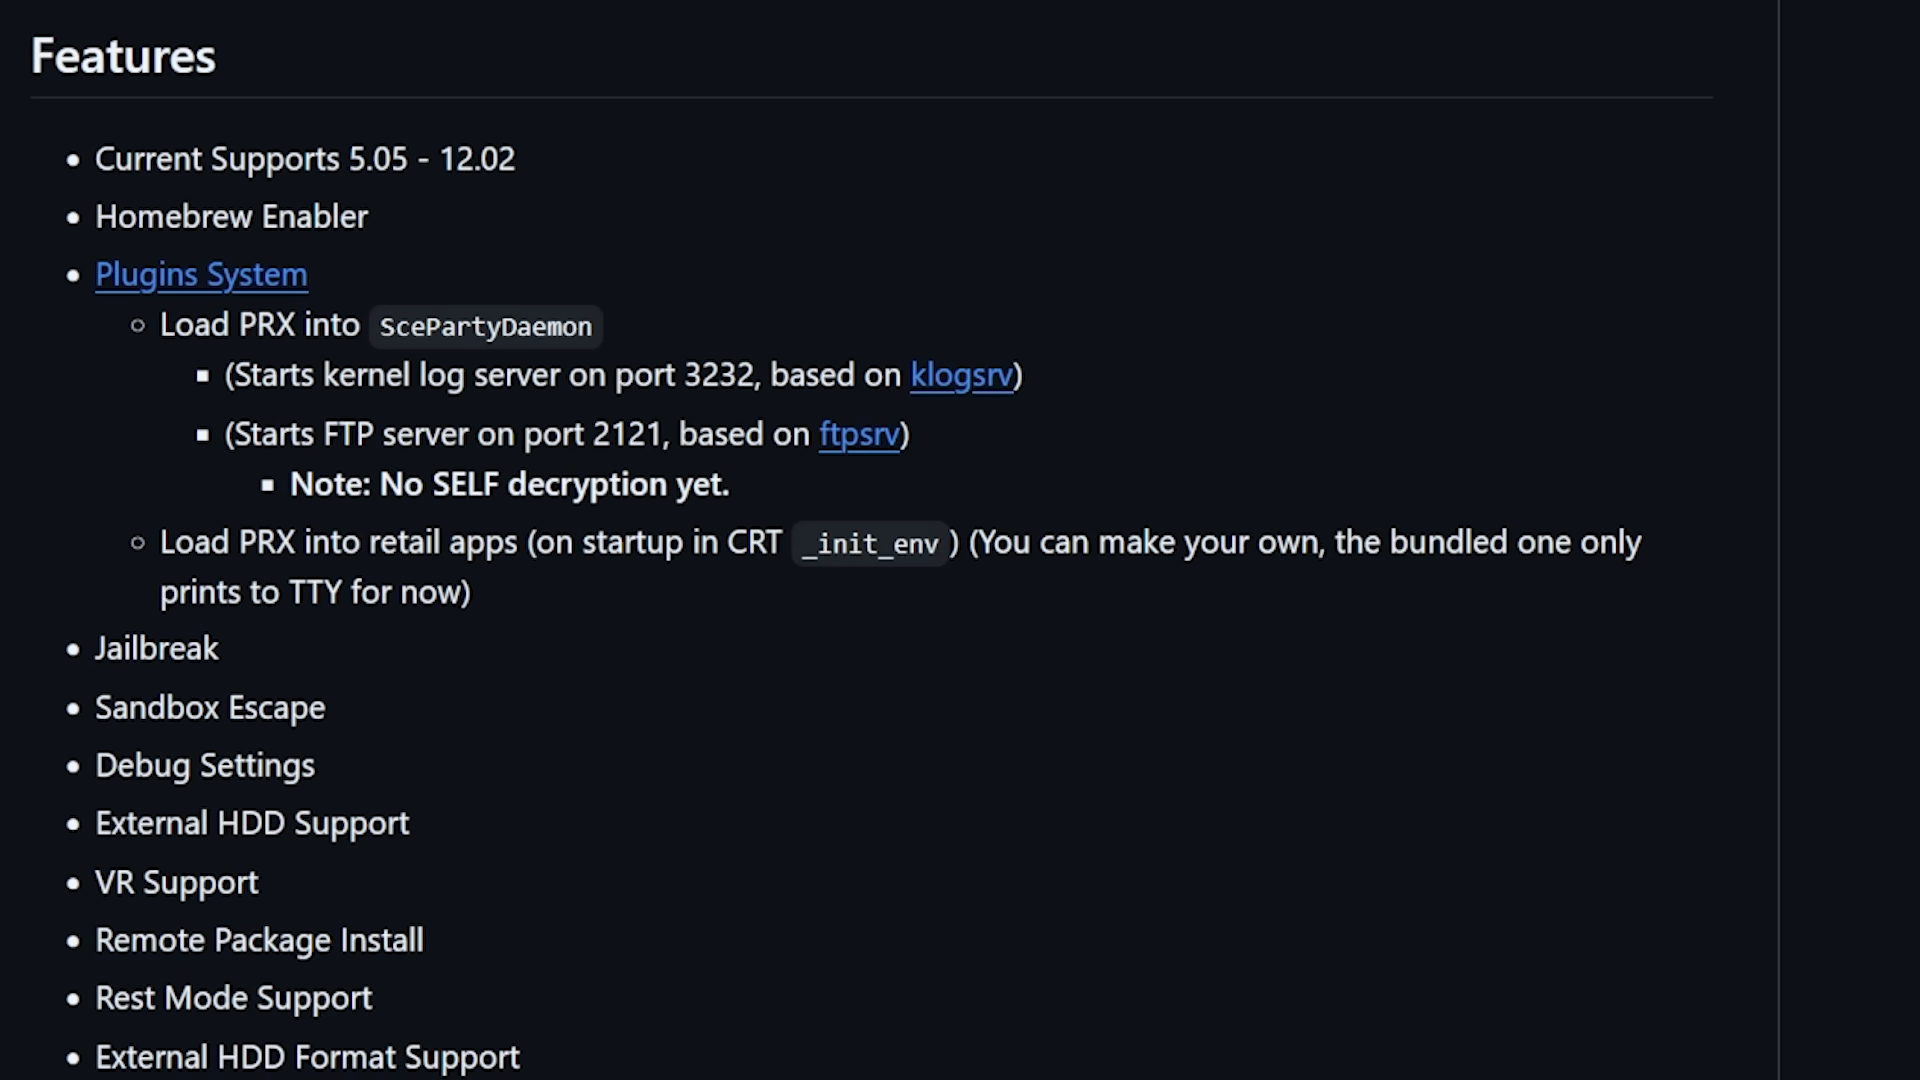 Features
Current Supports 5.05 - 12.02
Homebrew Enabler
Plugins System
Load PRX into ScePartyDaemon
(Starts kernel log server on port 3232, based on klogsrv)
(Starts FTP server on port 2121, based on ftpsrv)
Note: No SELF decryption yet.
Load PRX into retail apps (on startup in CRT _init_env) (You can make your own, the bundled one only
prints to TTY for now)
Jailbreak
Sandbox Escape
Debug Settings
External HDD Support
VR Support
Remote Package Install
Rest Mode Support
External HDD Format Support